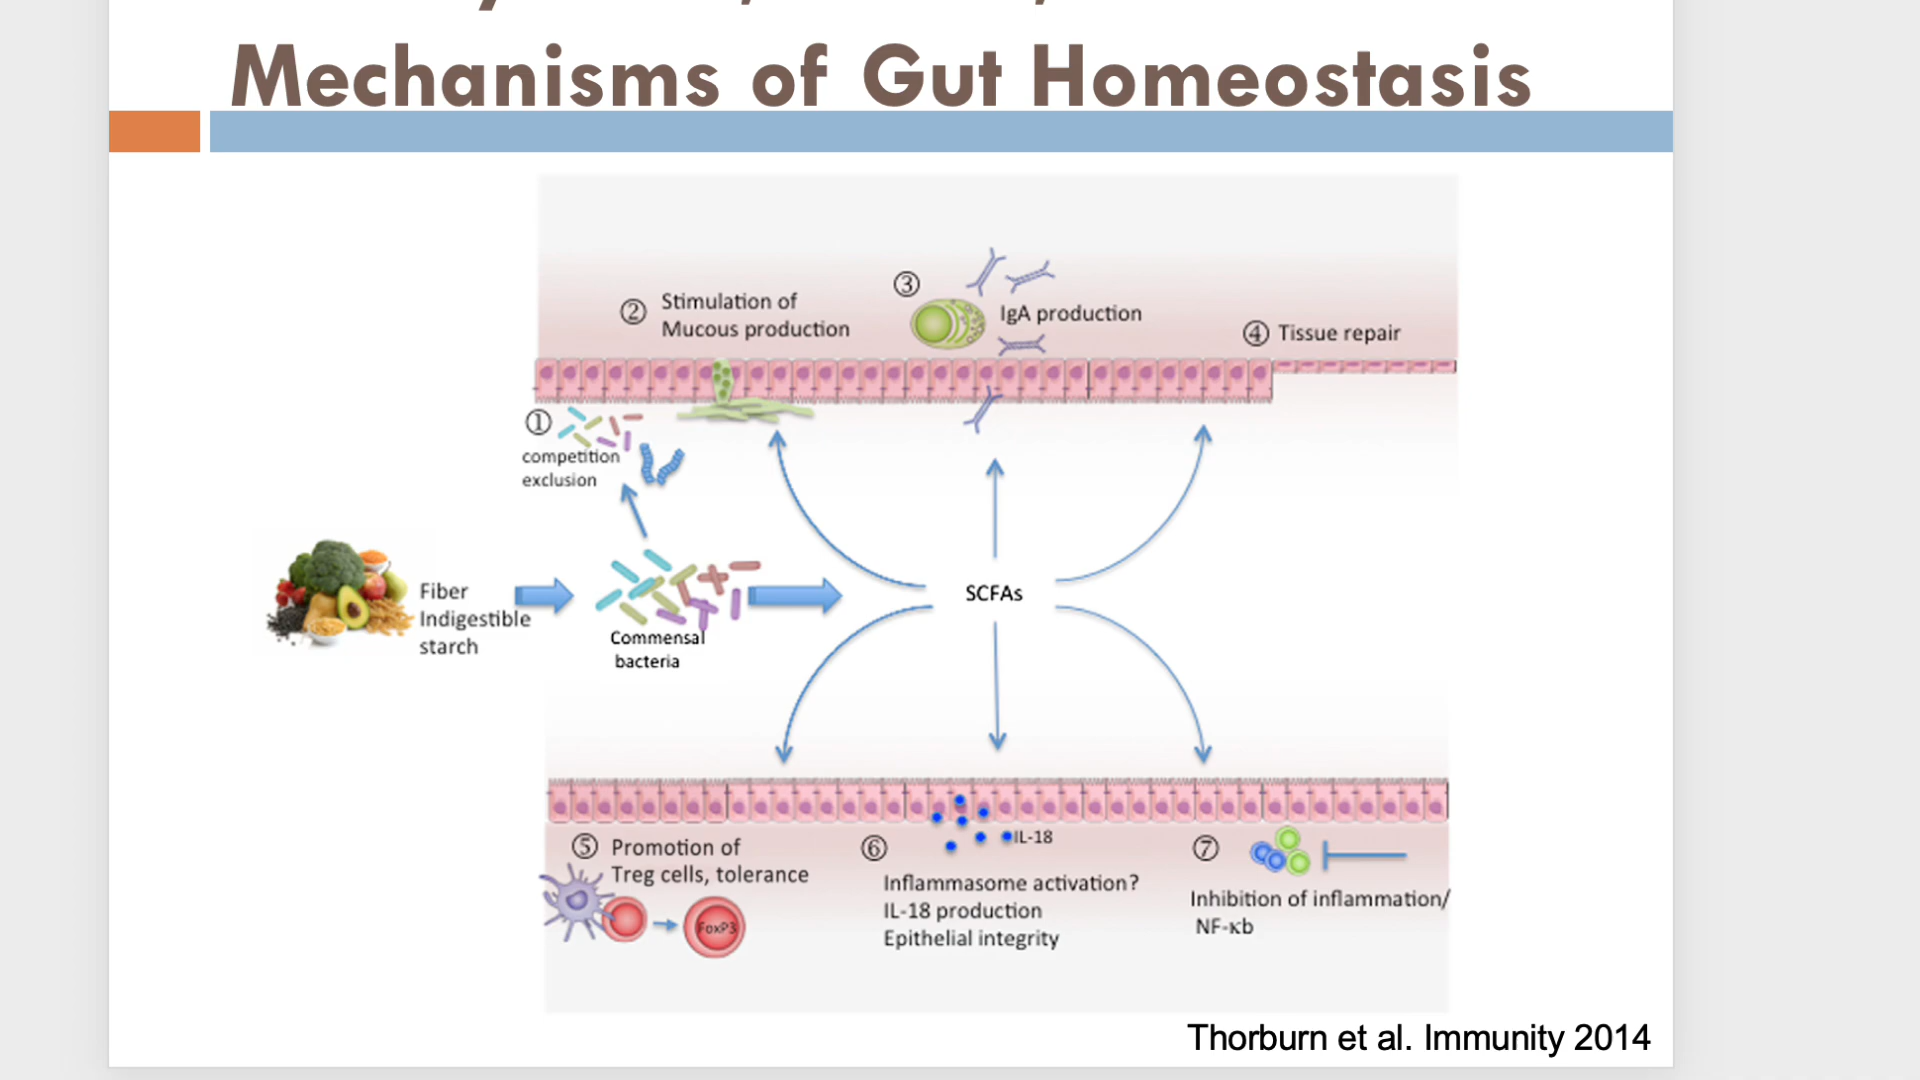 Mechanisms of Gut Homeostasis
② Stimulation of
Mucous production
③
IgA production
④ Tissue repair
①
competition
exclusion
Fiber
Indigestible
starch
Commensal
bacteria
SCFAs
⑤ Promotion of
Treg cells, tolerance
FoxP3
⑥
IL-18
Inflammasome activation?
IL-18 production
Epithelial integrity
⑦
Inhibition of inflammation/
NF-κb
Thorburn et al. Immunity 2014